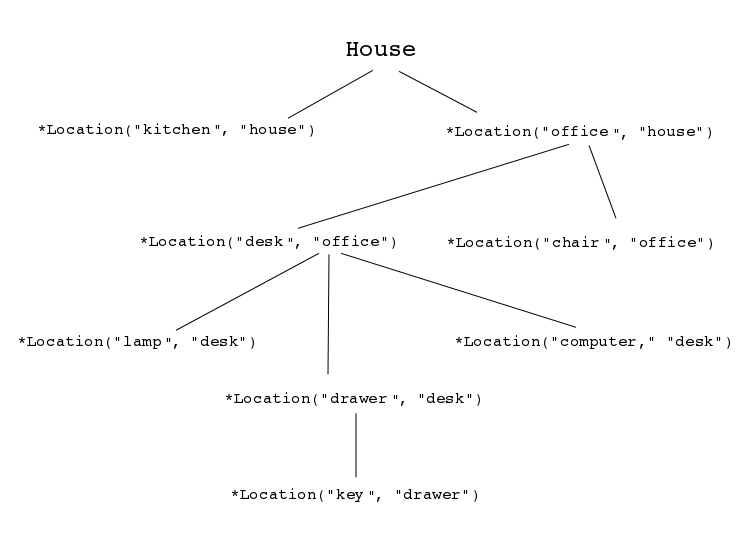 House
*Location("kitchen", "house")
*Location("office", "house")
*Location("desk", "office")
*Location("chair", "office")
*Location("lamp", "desk")
*Location("computer," "desk")
*Location("drawer", "desk")
*Location("key", "drawer")